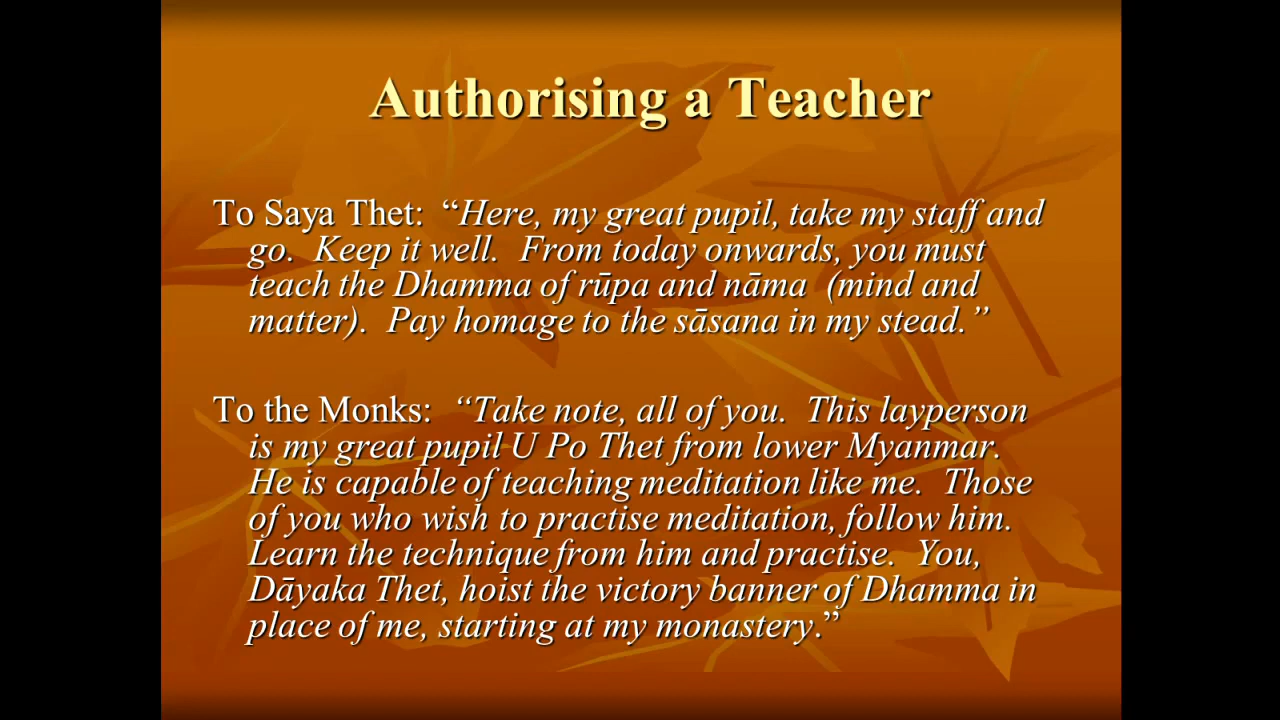 Authorising a Teacher
To Saya Thet:  “Here, my great pupil, take my staff and
go.  Keep it well.  From today onwards, you must
teach the Dhamma of rūpa and nāma  (mind and
matter).  Pay homage to the sāsana in my stead.”
To the Monks:  “Take note, all of you.  This layperson
is my great pupil U Po Thet from lower Myanmar.
He is capable of teaching meditation like me.  Those
of you who wish to practise meditation, follow him.
Learn the technique from him and practise.  You,
Dāyaka Thet, hoist the victory banner of Dhamma in
place of me, starting at my monastery.”